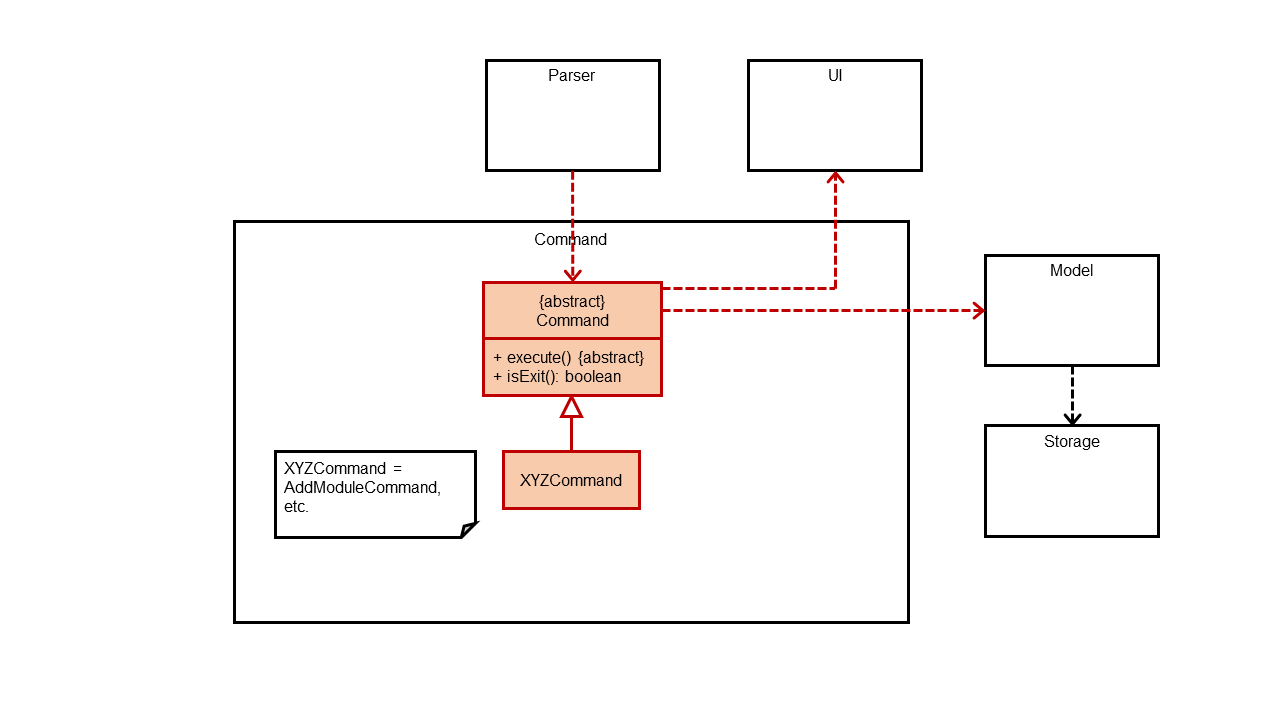 Parser
UI
Command
Model
{abstract}
Command
+ execute() {abstract}
+ isExit(): boolean
Storage
XYZCommand =
AddModuleCommand,
etc.
XYZCommand